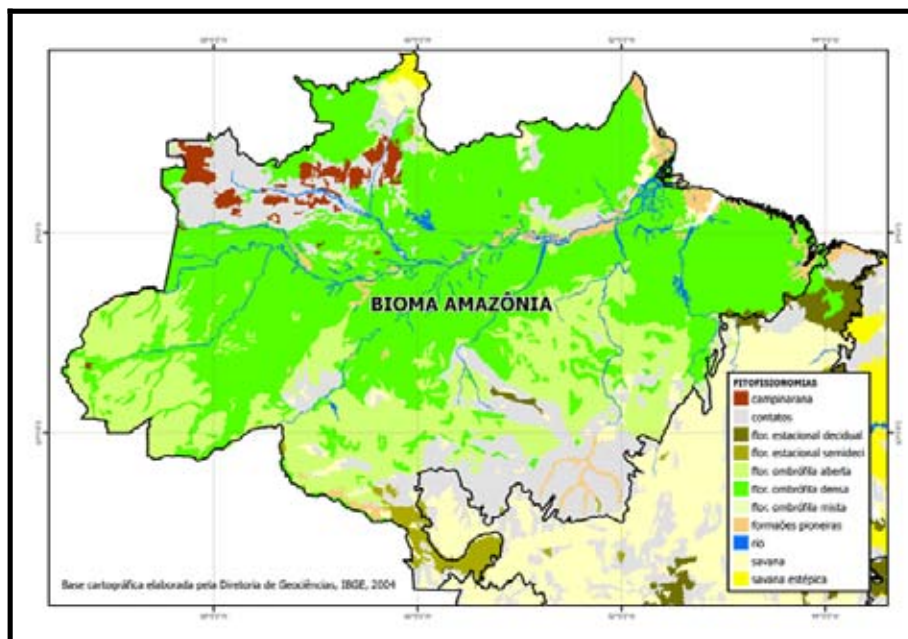 BIOMA AMAZÔNIA
FITOFISIONOMIAS
campinarana
contatos
flor. estacional decidual
flor. estacional semideci
flor. ombrófila aberta
flor. ombrófila densa
flor. ombrófila mista
formações pioneiras
rio
savana
savana estépica
Base cartográfica elaborada pela Diretoria de Geociências, IBGE, 2004